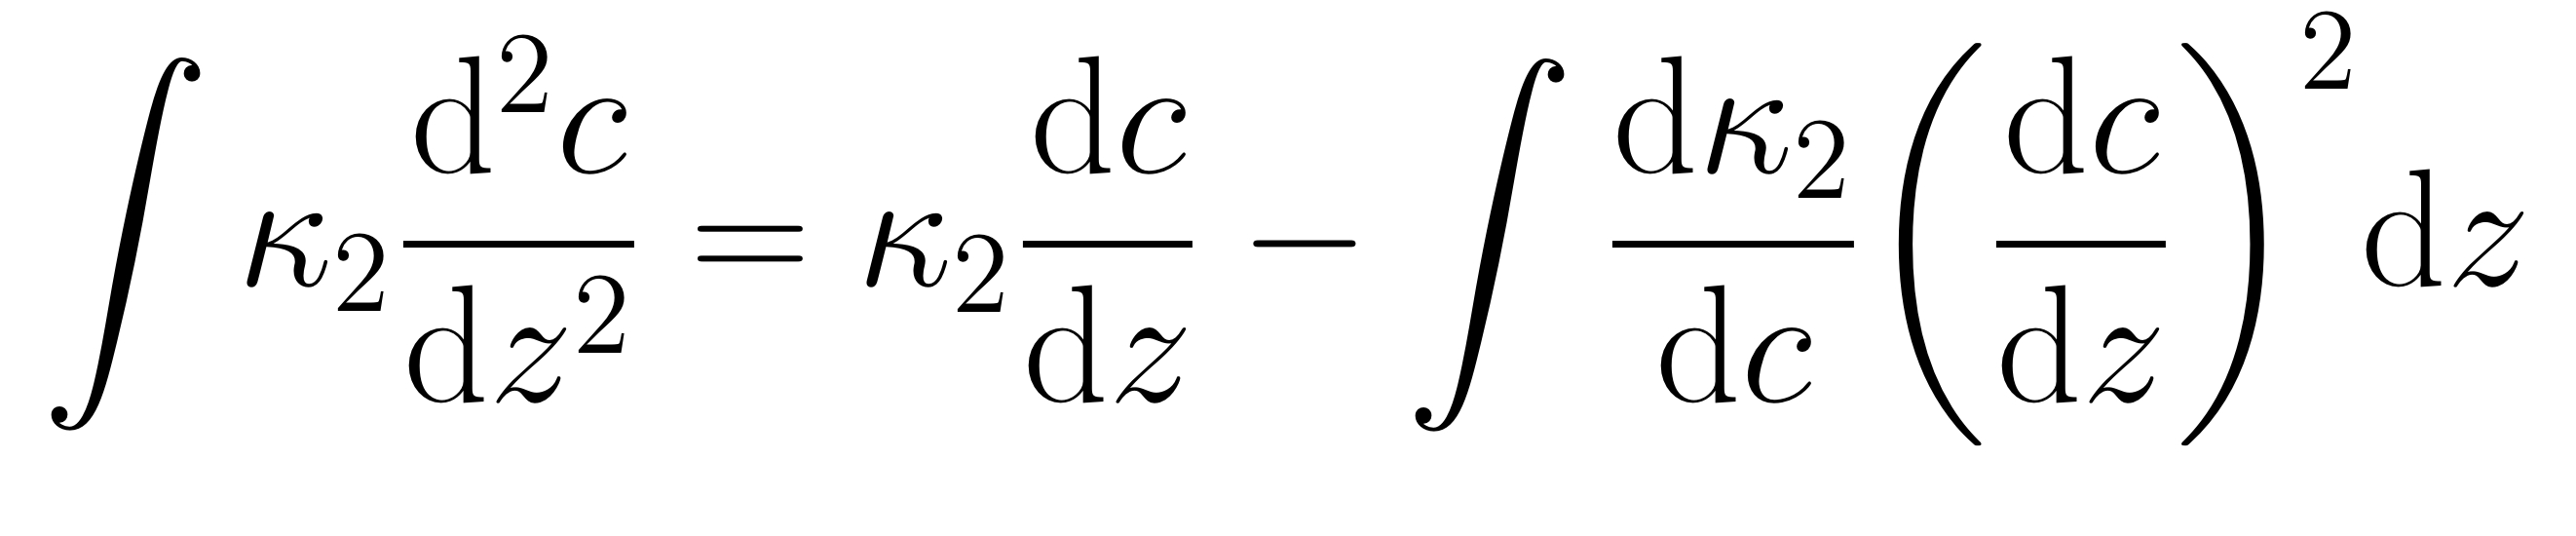 ∫ κ₂ d²c/dz² = κ₂ dc/dz − ∫ dκ₂/dc (dc/dz)² dz